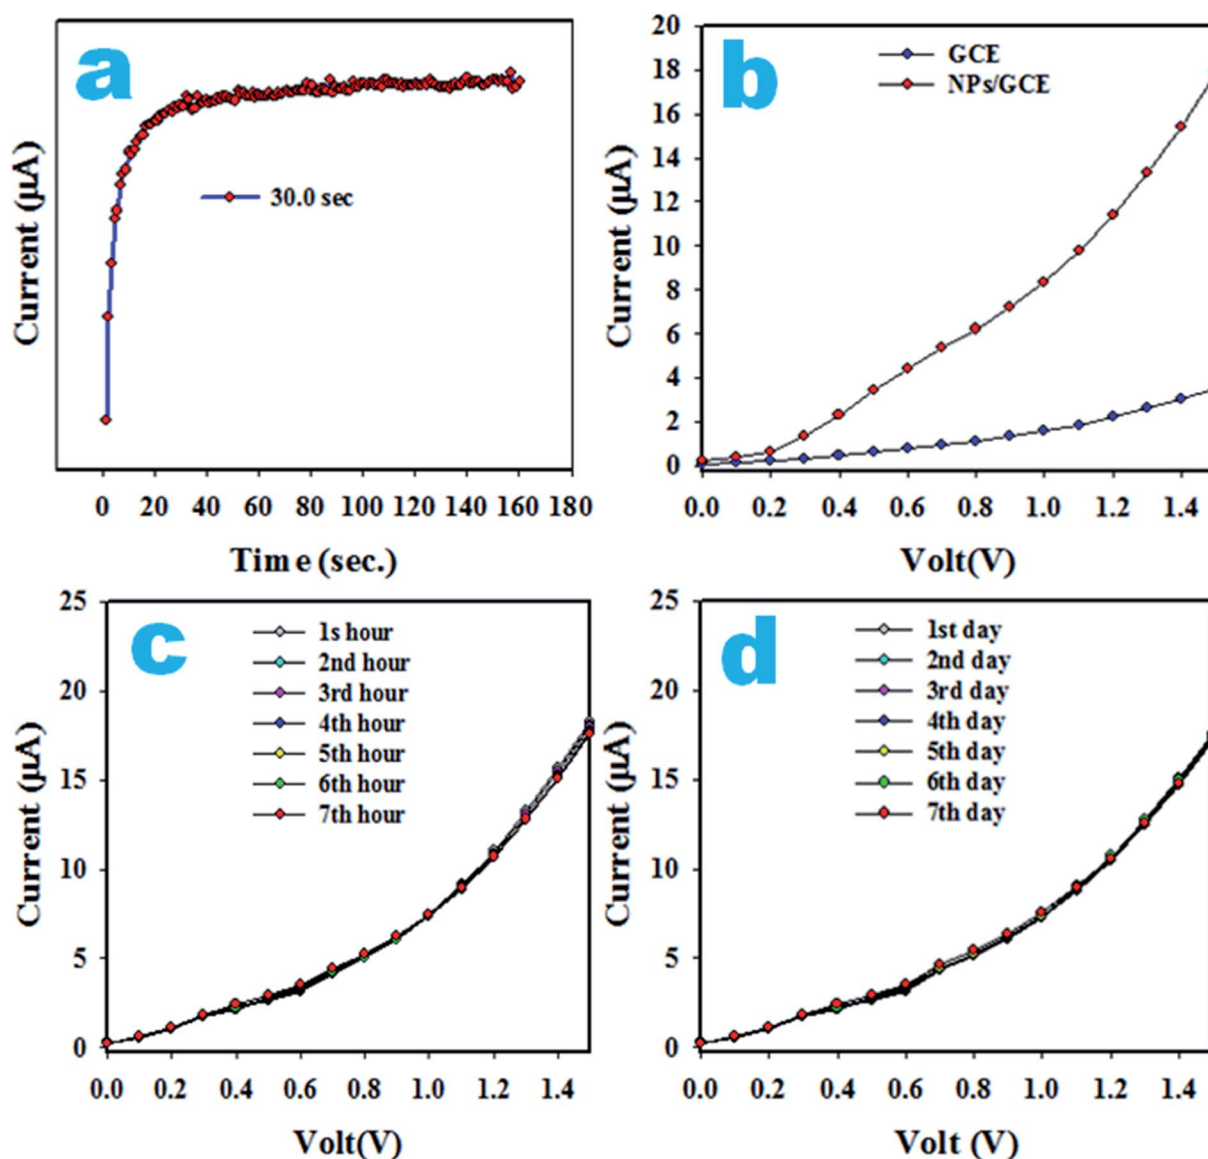 a
Current (µA)
30.0 sec
0 20 40 60 80 100 120 140 160 180
Time (sec.)
b
Current (µA)
20
18
16
14
12
10
8
6
4
2
0
GCE
NPs/GCE
0.0 0.2 0.4 0.6 0.8 1.0 1.2 1.4
Volt(V)
c
Current (µA)
25
20
15
10
5
0
1s hour
2nd hour
3rd hour
4th hour
5th hour
6th hour
7th hour
0.0 0.2 0.4 0.6 0.8 1.0 1.2 1.4
Volt(V)
d
Current (µA)
25
20
15
10
5
0
1st day
2nd day
3rd day
4th day
5th day
6th day
7th day
0.0 0.2 0.4 0.6 0.8 1.0 1.2 1.4
Volt (V)